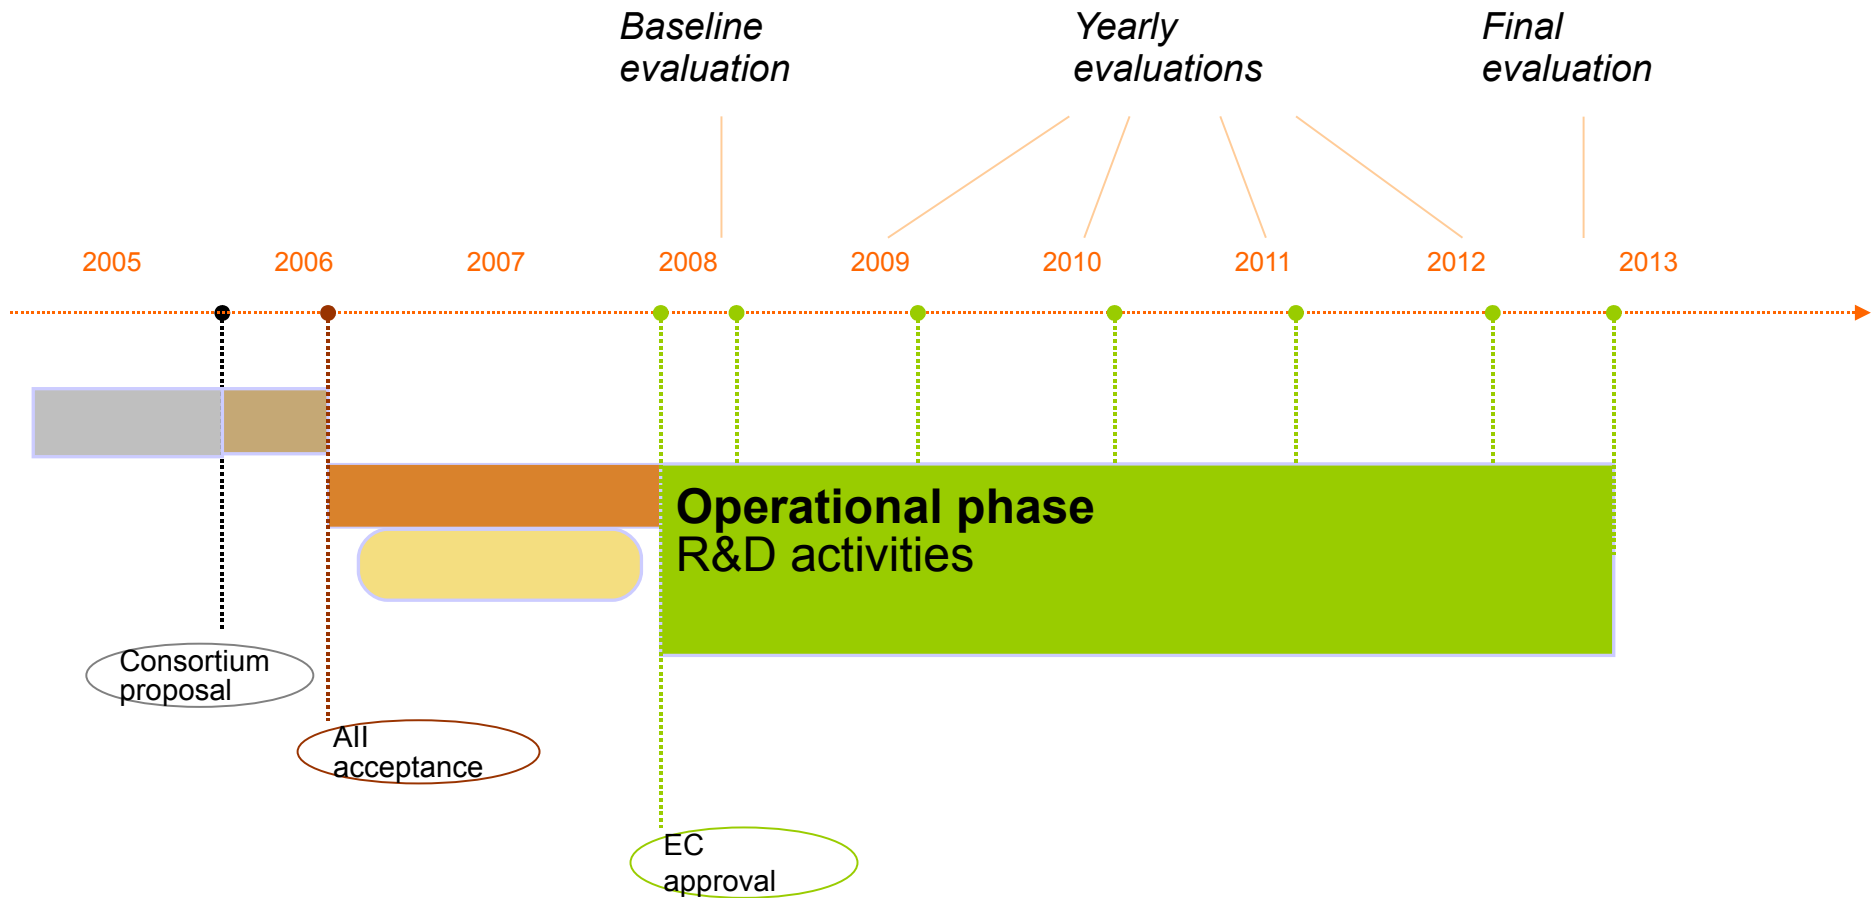 Baseline
evaluation
Yearly
evaluations
Final
evaluation
2005
2006
2007
2008
2009
2010
2011
2012
2013
Operational phase
R&D activities
Consortium
proposal
AII
acceptance
EC
approval